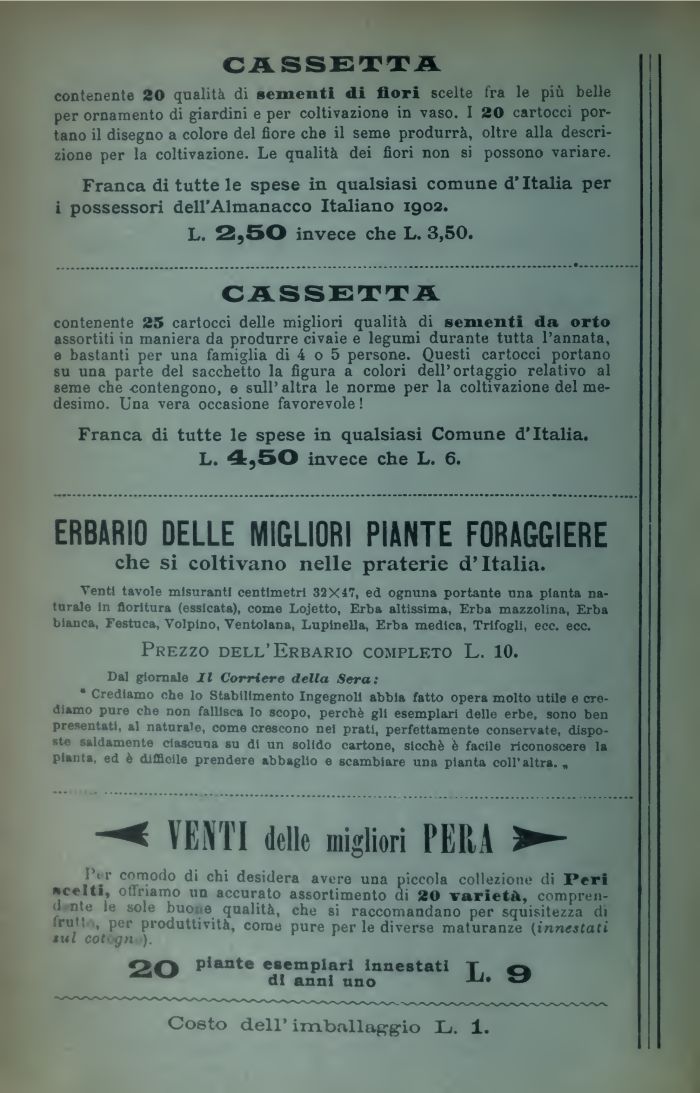 CASSETTA
contenente 20 qualità di sementi di fiori scelte fra le più belle
per ornamento di giardini e per coltivazione in vaso. I 20 cartocci por-
tano il disegno a colore del fiore che il seme produrrà, oltre alla descri-
zione per la coltivazione. Le qualità dei fiori non si possono variare.
Franca di tutte le spese in qualsiasi comune d'Italia per
i possessori dell'Almanacco Italiano 1902.
L. 2,50 invece che L. 3,50.
CASSETTA
contenente 25 cartocci delle migliori qualità di sementi da orto
assortiti in maniera da produrre civaie e legumi durante tutta l'annata,
e bastanti per una famiglia di 4 o 5 persone. Questi cartocci portano
su una parte del sacchetto la figura a colori dell'ortaggio relativo al
seme che contengono, e sull'altra le norme per la coltivazione del me-
desimo. Una vera occasione favorevole!
Franca di tutte le spese in qualsiasi Comune d'Italia.
L. 4,50 invece che L. 6.
ERBARIO DELLE MIGLIORI PIANTE FORAGGIERE
che si coltivano nelle praterie d'Italia.
Venti tavole misuranti centimetri 32×47, ed ognuna portante una pianta na-
turale in fioritura (essicata), come Lojetto, Erba altissima, Erba mazzolina, Erba
bianca, Festuca, Volpino, Ventolana, Lupinella, Erba medica, Trifogli, ecc. ecc.
PREZZO DELL'ERBARIO COMPLETO L. 10.
Dal giornale Il Corriere della Sera:
" Crediamo che lo Stabilimento Ingegnoli abbia fatto opera molto utile e cre-
diamo pure che non fallisca lo scopo, perchè gli esemplari delle erbe, sono ben
presentati, al naturale, come crescono nei prati, perfettamente conservate, dispo-
ste saldamente ciascuna su di un solido cartone, sicchè è facile riconoscere la
pianta, ed è difficile prendere abbaglio e scambiare una pianta coll'altra. „
VENTI delle migliori PERA
Per comodo di chi desidera avere una piccola collezione di Peri
scelti, offriamo un accurato assortimento di 20 varietà, compren-
dente le sole buone qualità, che si raccomandano per squisitezza di
frutto, per produttività, come pure per le diverse maturanze (innestati
sul cotogno).
20 piante esemplari innestati di anni uno L. 9
Costo dell'imballaggio L. 1.